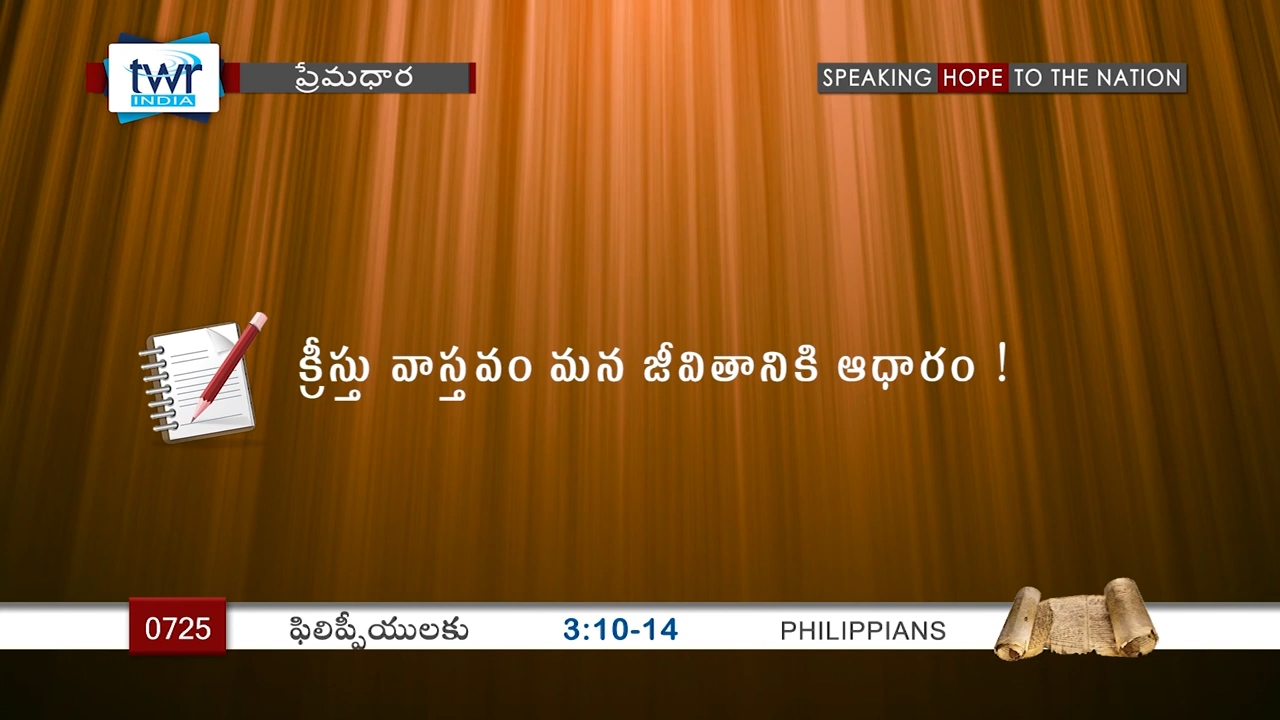 twr
INDIA
ప్రేమధార
SPEAKING HOPE TO THE NATION
క్రీస్తు వాస్తవం మన జీవితానికి ఆధారం !
0725 ఫిలిప్పీయులకు 3:10-14 PHILIPPIANS